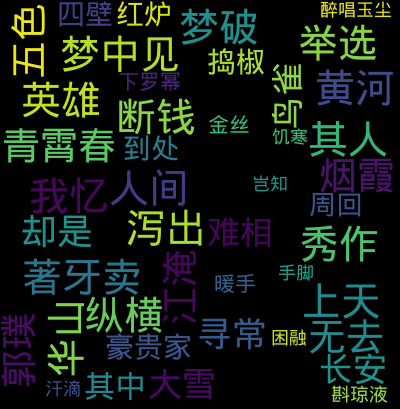 五色
四壁
红炉
梦破
醉唱玉尘
梦中见
捣椒
举选
下罗幂
鸟雀
黄河
英雄
断钱
金丝
饥寒
其人
青霄春
到处
烟霞
人间
岂知
我忆
周回
泻出
难相
却是
秀作
江淹
著牙卖
暖手
手脚
上天
纵横
华山
郭璞
豪贵家
寻常
困融
无去
长安
汗滴
其中
大雪
斟琼液